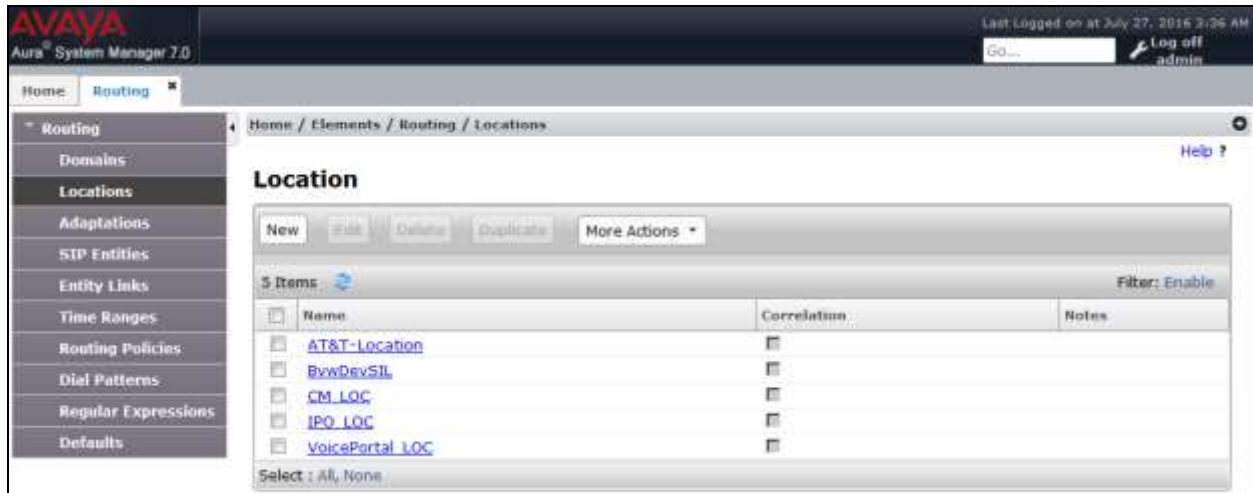 AVAYA
Last Logged on at July 27, 2016 3:36 AM
Aura® System Manager 7.0
Go...
Log off
admin
Home
Routing
Routing
Home / Elements / Routing / Locations
Help ?
Domains
Location
Locations
Adaptations
New Edit Delete Duplicate More Actions
SIP Entities
Entity Links
5 Items
Filter: Enable
Time Ranges
Name Correlation Notes
Routing Policies
AT&T-Location
Dial Patterns
BvwDevSIL
CM_LOC
Regular Expressions
IPO_LOC
Defaults
VoicePortal_LOC
Select : All, None